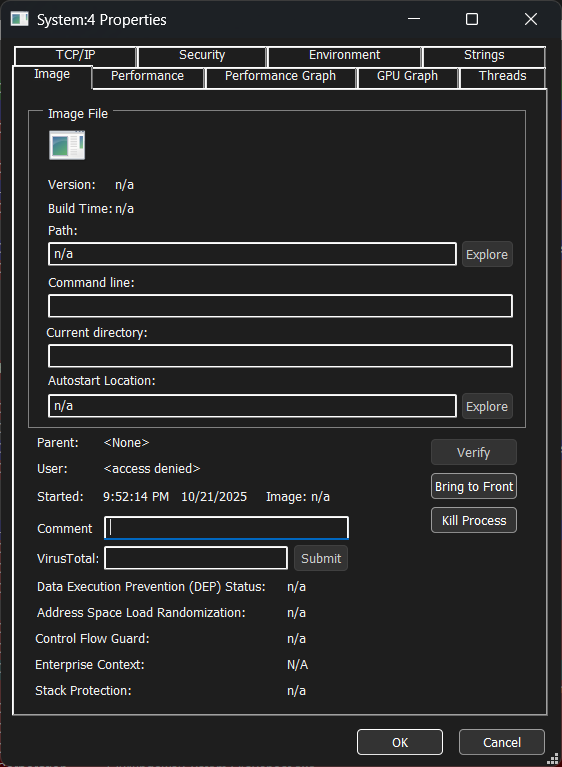 System:4 Properties
TCP/IP Security Environment Strings
Image Performance Performance Graph GPU Graph Threads
Image File
Version: n/a
Build Time: n/a
Path:
n/a Explore
Command line:
Current directory:
Autostart Location:
n/a Explore
Parent: <None>
Verify
User: <access denied>
Bring to Front
Started: 9:52:14 PM 10/21/2025 Image: n/a
Kill Process
Comment
VirusTotal: Submit
Data Execution Prevention (DEP) Status: n/a
Address Space Load Randomization: n/a
Control Flow Guard: n/a
Enterprise Context: N/A
Stack Protection: n/a
OK Cancel